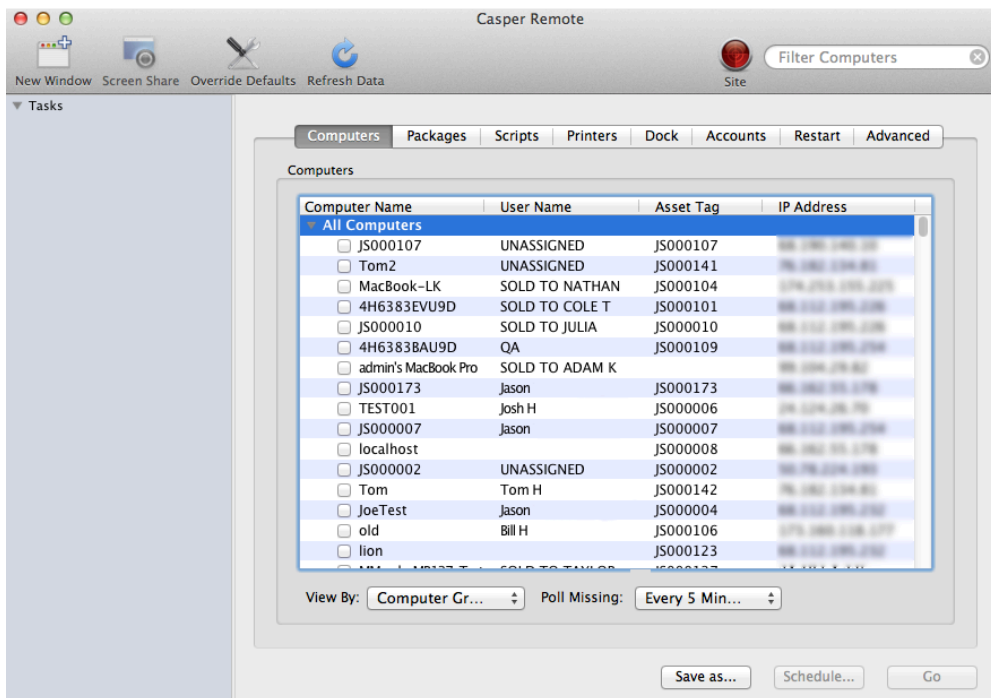 Casper Remote
New Window Screen Share Override Defaults Refresh Data Site Filter Computers
Tasks
Computers Packages Scripts Printers Dock Accounts Restart Advanced
Computers
Computer Name User Name Asset Tag IP Address
All Computers
JS000107 UNASSIGNED JS000107
Tom2 UNASSIGNED JS000141
MacBook-LK SOLD TO NATHAN JS000104
4H6383EVU9D SOLD TO COLE T JS000101
JS000010 SOLD TO JULIA JS000010
4H6383BAU9D QA JS000109
admin's MacBook Pro SOLD TO ADAM K
JS000173 Jason JS000173
TEST001 Josh H JS000006
JS000007 Jason JS000007
localhost JS000008
JS000002 UNASSIGNED JS000002
Tom Tom H JS000142
JoeTest Jason JS000004
old Bill H JS000106
lion JS000123
View By: Computer Gr... Poll Missing: Every 5 Min...
Save as... Schedule... Go